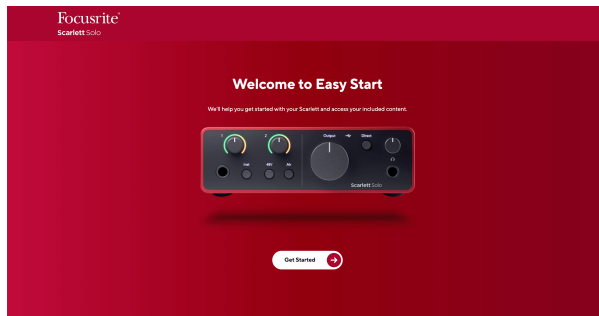 Focusrite®
Scarlett Solo
Welcome to Easy Start
We'll help you get started with your Scarlett and access your included content.
1 2 Output Direct
Inst 48V Air
Scarlett Solo
Get Started